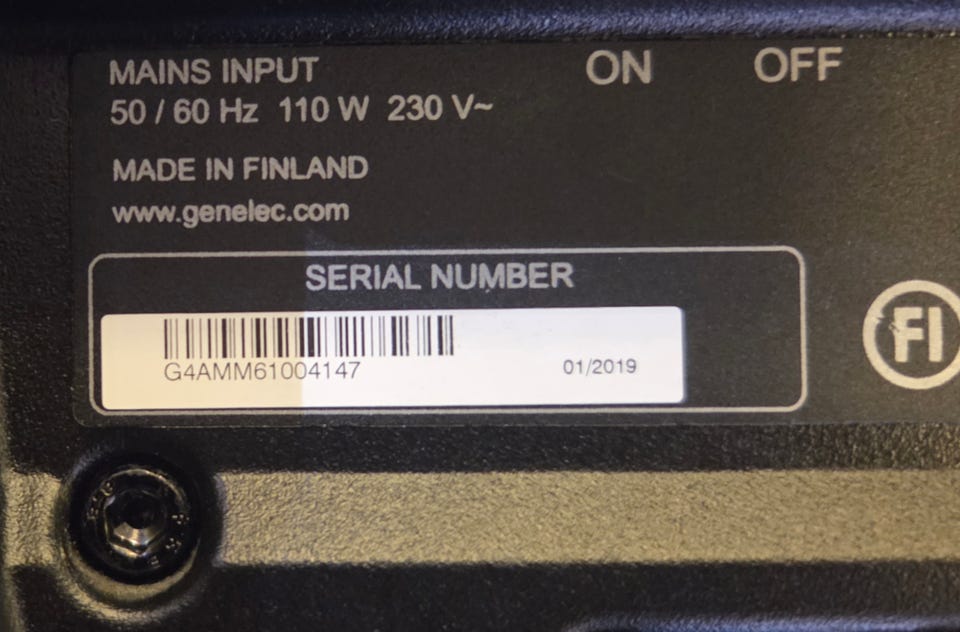 MAINS INPUT
ON OFF
50 / 60 Hz 110 W 230 V~
MADE IN FINLAND
www.genelec.com
SERIAL NUMBER
G4AMM61004147
01/2019
FI